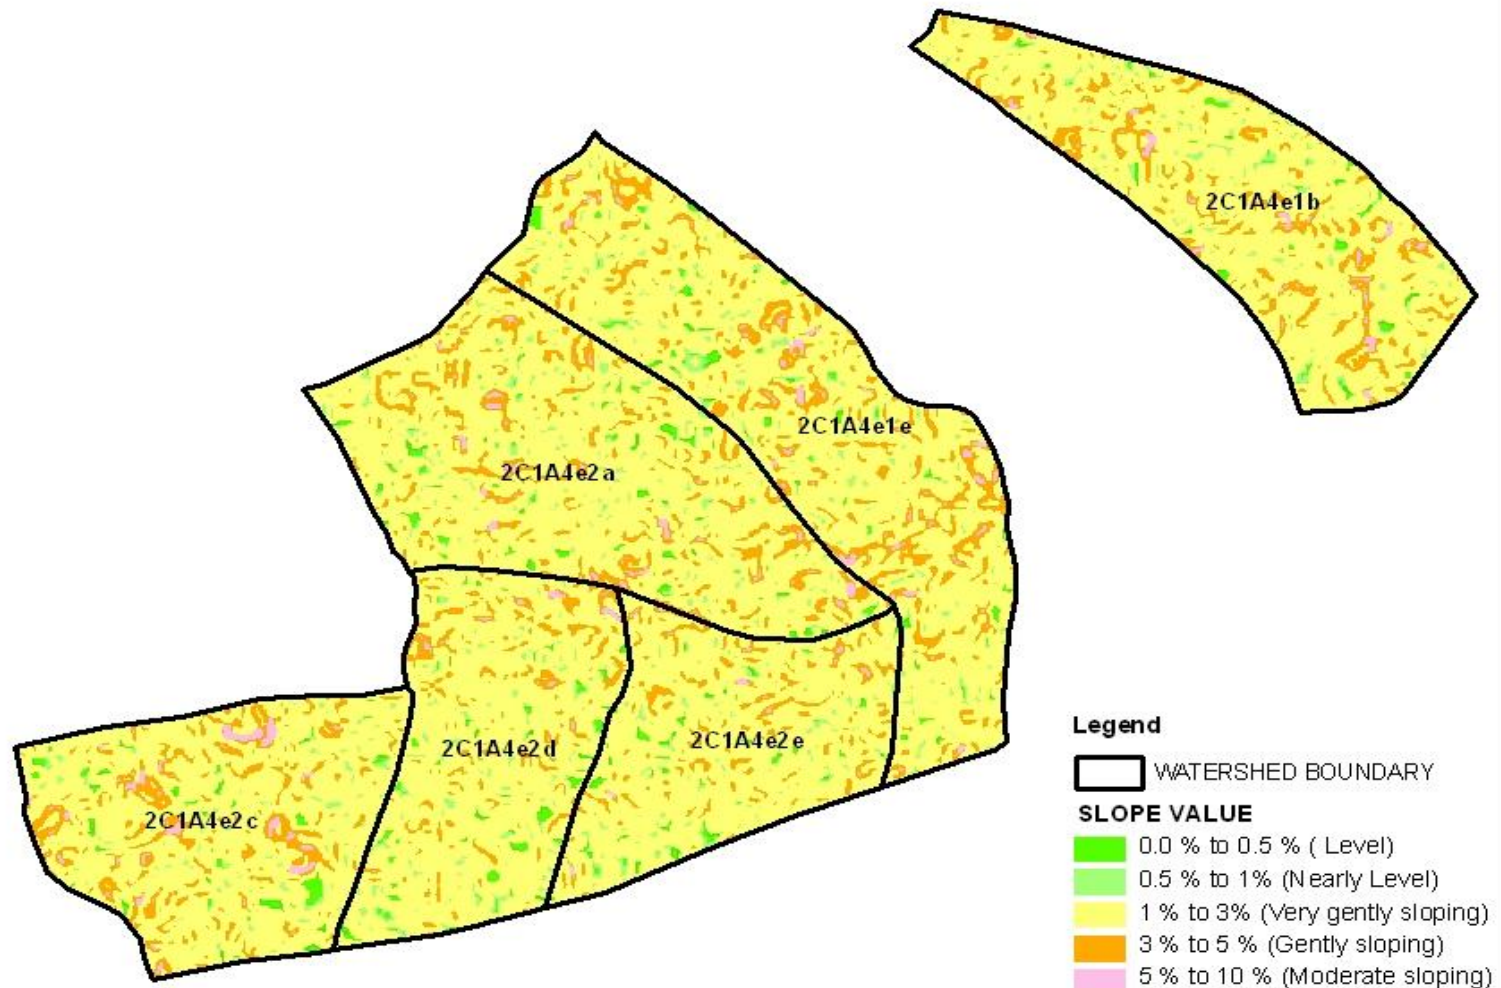 2C1A4e1b
2C1A4e1e
2C1A4e2a
2C1A4e2d
2C1A4e2e
2C1A4e2c
Legend
WATERSHED BOUNDARY
SLOPE VALUE
0.0 % to 0.5 % ( Level)
0.5 % to 1% (Nearly Level)
1 % to 3% (Very gently sloping)
3 % to 5 % (Gently sloping)
5 % to 10 % (Moderate sloping)